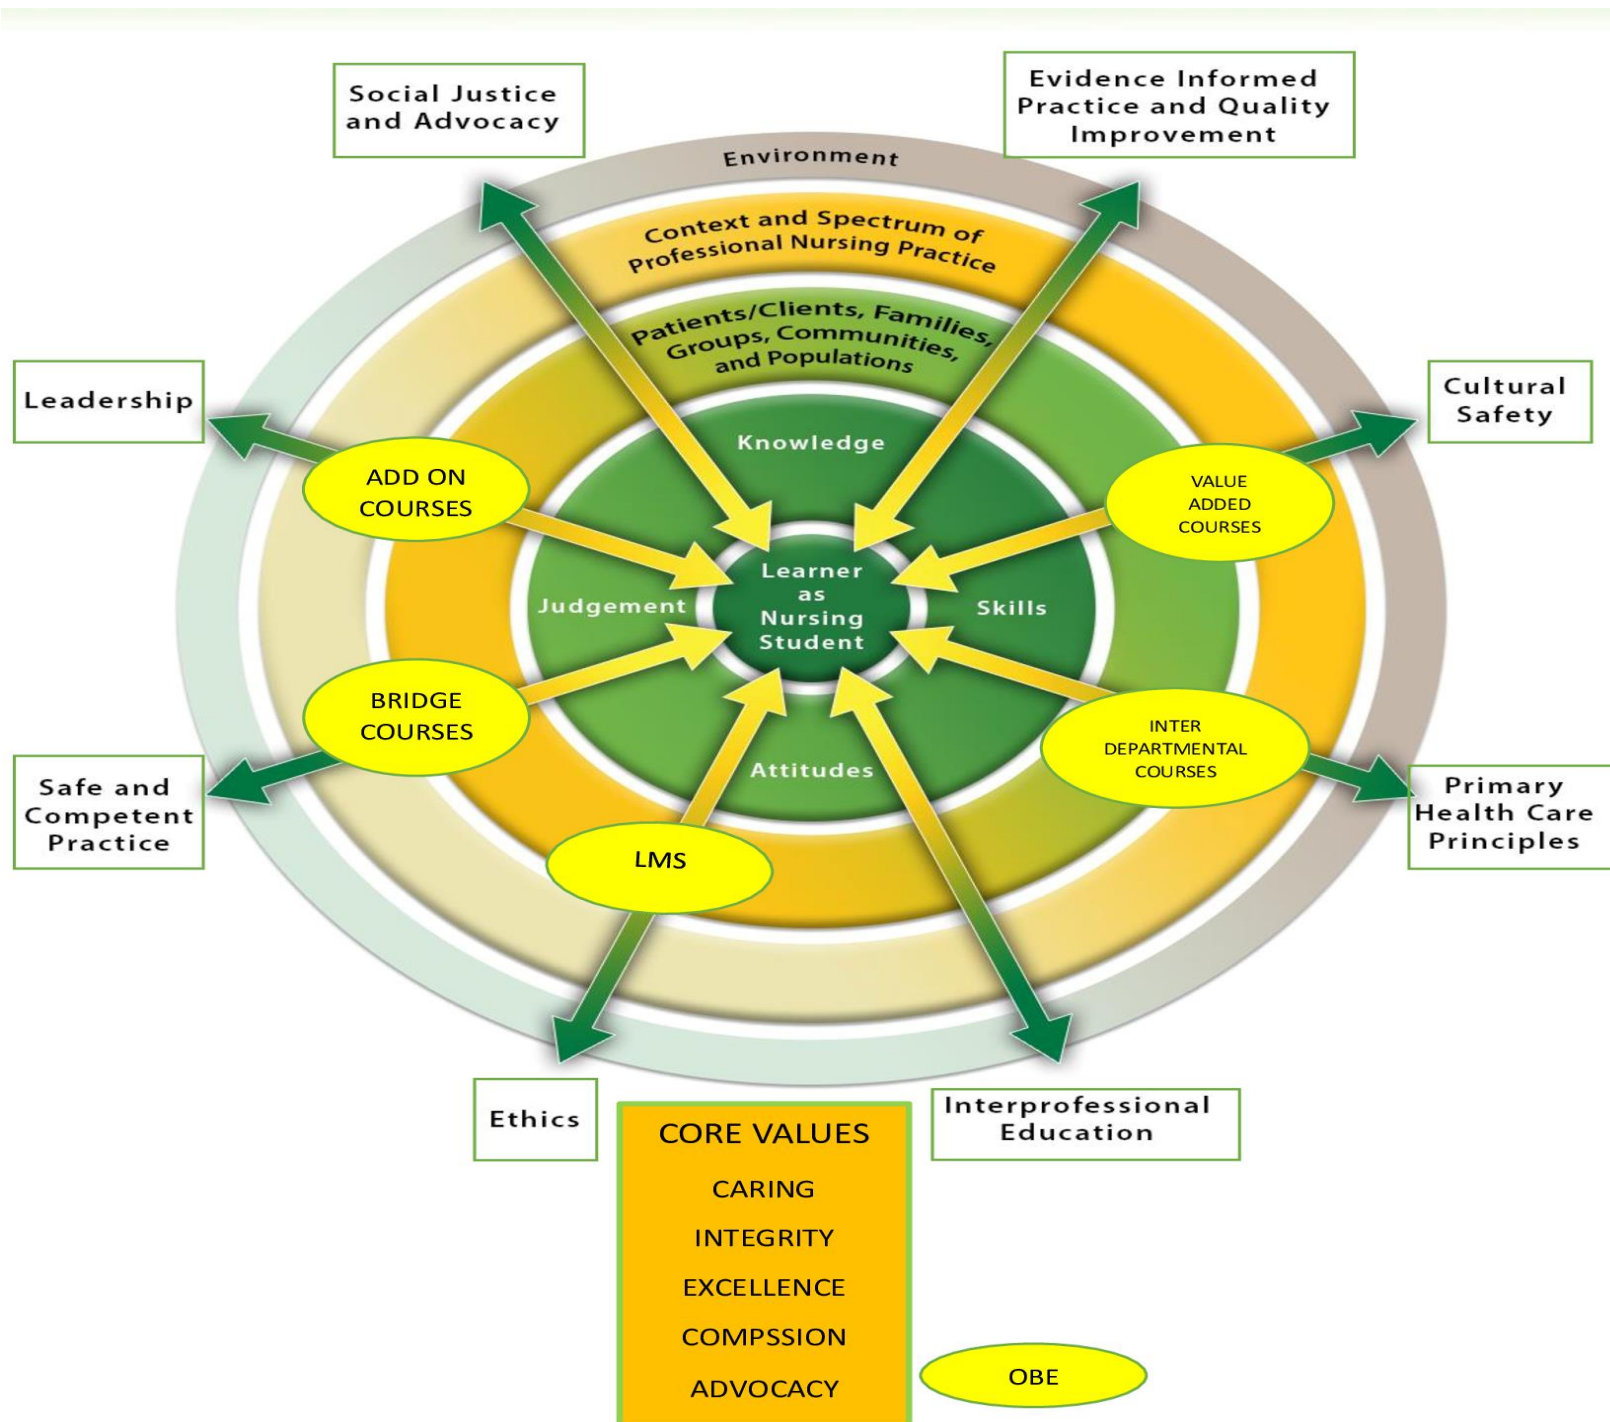 Social Justice
and Advocacy
Evidence Informed
Practice and Quality
Improvement
Environment
Context and Spectrum of
Professional Nursing Practice
Patients/Clients, Families,
Groups, Communities,
and Populations
Leadership
Cultural
Safety
Knowledge
ADD ON
COURSES
VALUE
ADDED
COURSES
Learner
as
Nursing
Student
Judgement
Skills
BRIDGE
COURSES
INTER
DEPARTMENTAL
COURSES
Attitudes
Safe and
Competent
Practice
Primary
Health Care
Principles
LMS
Ethics
Interprofessional
Education
CORE VALUES
CARING
INTEGRITY
EXCELLENCE
COMPSSION
ADVOCACY
OBE